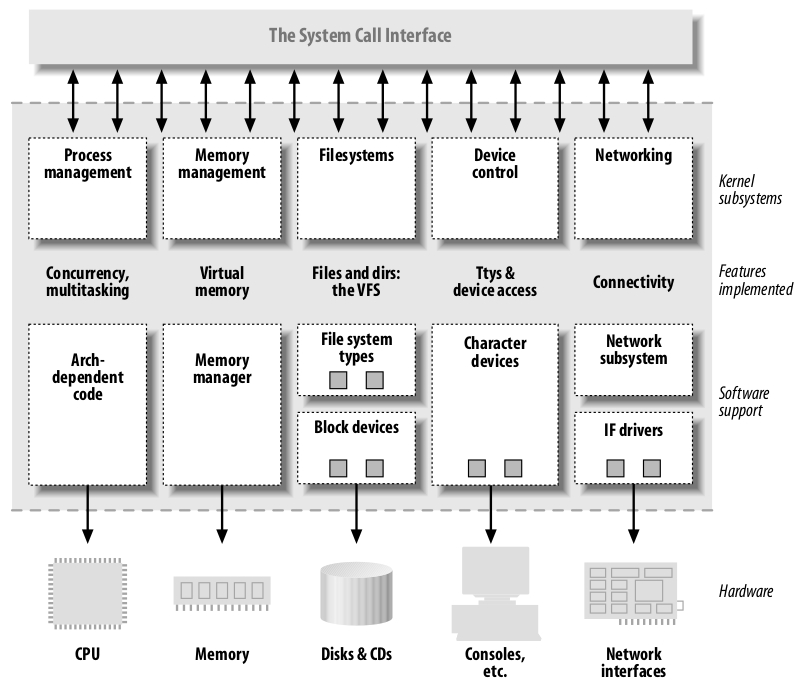 The System Call Interface
Process
management
Memory
management
Filesystems
Device
control
Networking
Kernel
subsystems
Concurrency,
multitasking
Virtual
memory
Files and dirs:
the VFS
Ttys &
device access
Connectivity
Features
implemented
Arch-
dependent
code
Memory
manager
File system
types
Block devices
Character
devices
Network
subsystem
IF drivers
Software
support
Hardware
CPU
Memory
Disks & CDs
Consoles,
etc.
Network
interfaces